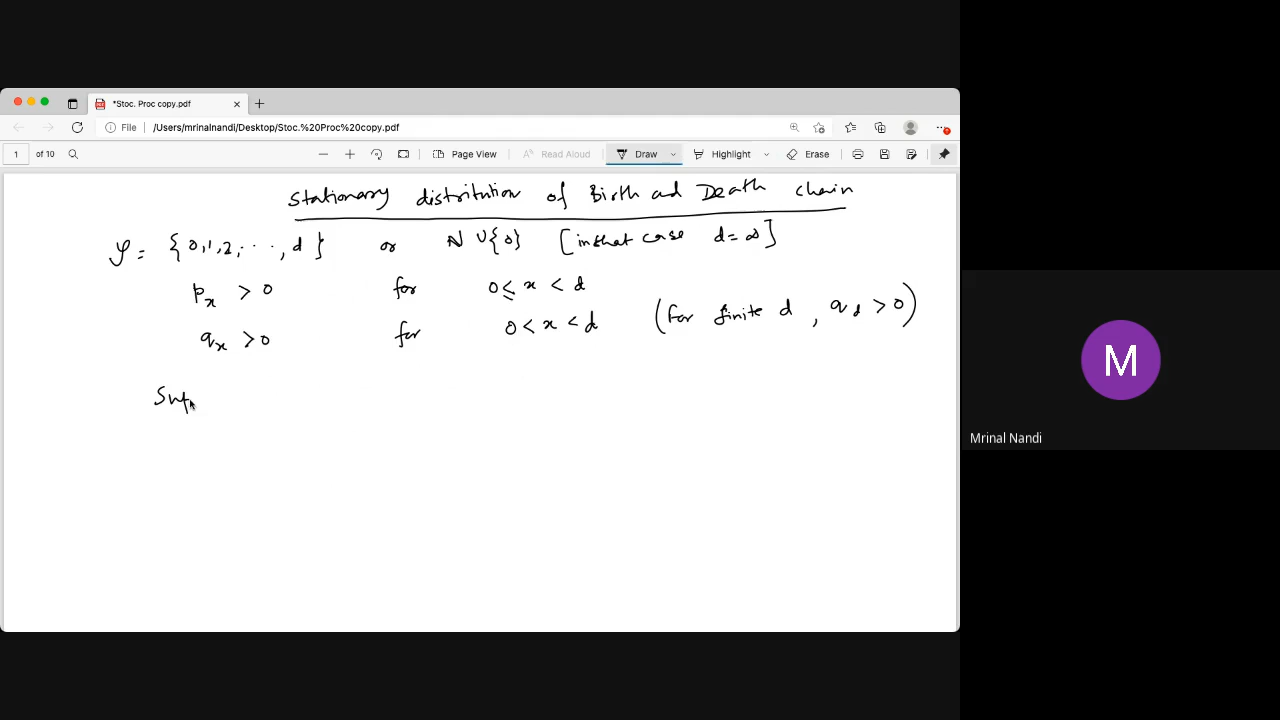 *Stoc. Proc copy.pdf
File /Users/mrinalnandi/Desktop/Stoc.%20Proc%20copy.pdf
1 of 10 Page View Read Aloud Draw Highlight Erase
Stationary distribution of Birth and Death chain
𝒮 = {0,1,2,..., d} or N ∪ {0} [in that case d = ∞]
p_x > 0 for 0 ≤ x < d
q_x > 0 for 0 < x < d (for finite d, q_d > 0)
Sup
M
Mrinal Nandi